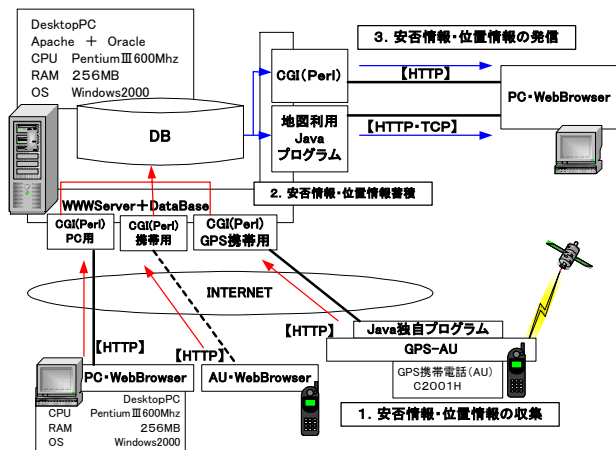 DesktopPC
Apache + Oracle
CPU PentiumⅢ600Mhz
RAM 256MB
OS Windows2000
DB
CGI(Perl)
地図利用
Java
プログラム
3. 安否情報・位置情報の発信
【HTTP】
【HTTP・TCP】
PC・WebBrowser
2. 安否情報・位置情報蓄積
WWWServer+DataBase
CGI(Perl)
PC用
CGI(Perl)
携帯用
CGI(Perl)
GPS携帯用
INTERNET
【HTTP】
【HTTP】
【HTTP】
Java独自プログラム
GPS-AU
GPS携帯電話(AU)
C2001H
PC・WebBrowser
AU・WebBrowser
DesktopPC
CPU PentiumⅢ600Mhz
RAM 256MB
OS Windows2000
1. 安否情報・位置情報の収集